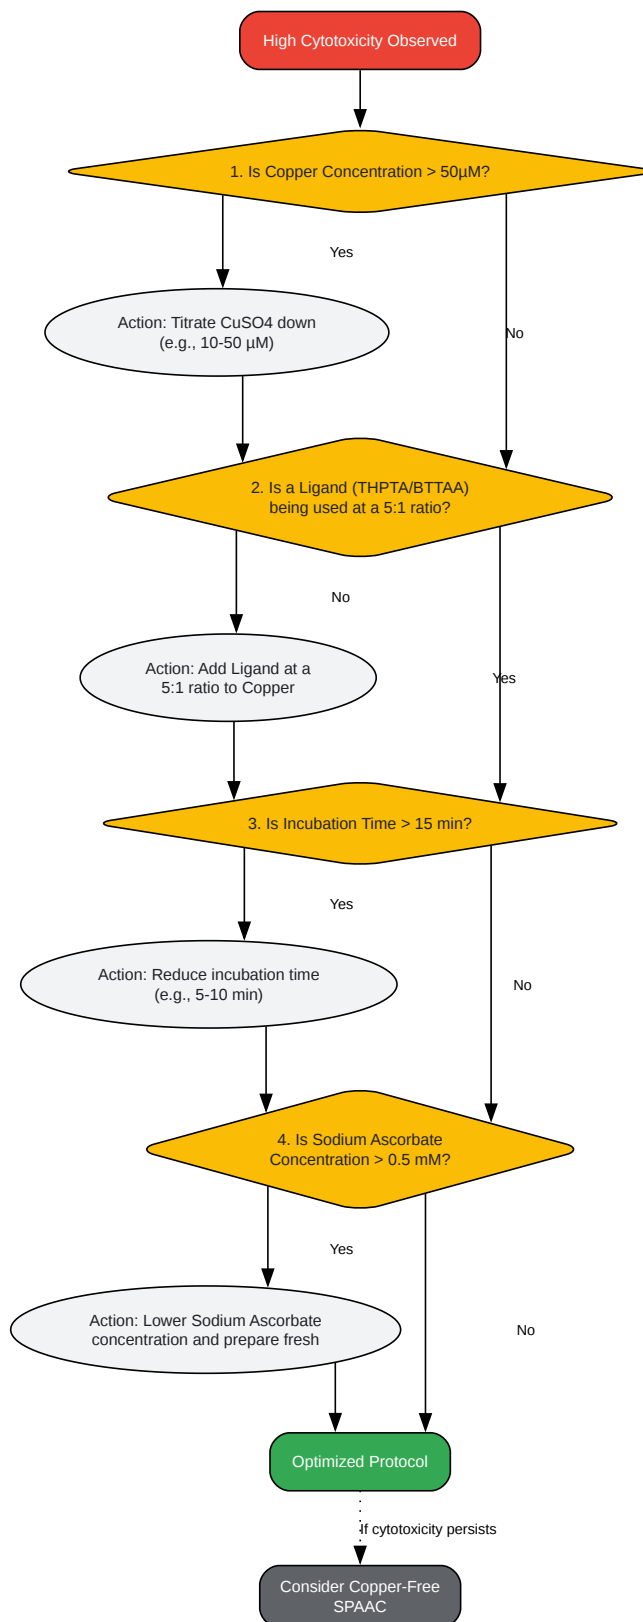 High Cytotoxicity Observed
1. Is Copper Concentration > 50µM?
Yes
Action: Titrate CuSO4 down
(e.g., 10-50 µM)
No
2. Is a Ligand (THPTA/BTTAA)
being used at a 5:1 ratio?
No
Action: Add Ligand at a
5:1 ratio to Copper
Yes
3. Is Incubation Time > 15 min?
Yes
Action: Reduce incubation time
(e.g., 5-10 min)
No
4. Is Sodium Ascorbate
Concentration > 0.5 mM?
Yes
Action: Lower Sodium Ascorbate
concentration and prepare fresh
No
Optimized Protocol
If cytotoxicity persists
Consider Copper-Free
SPAAC